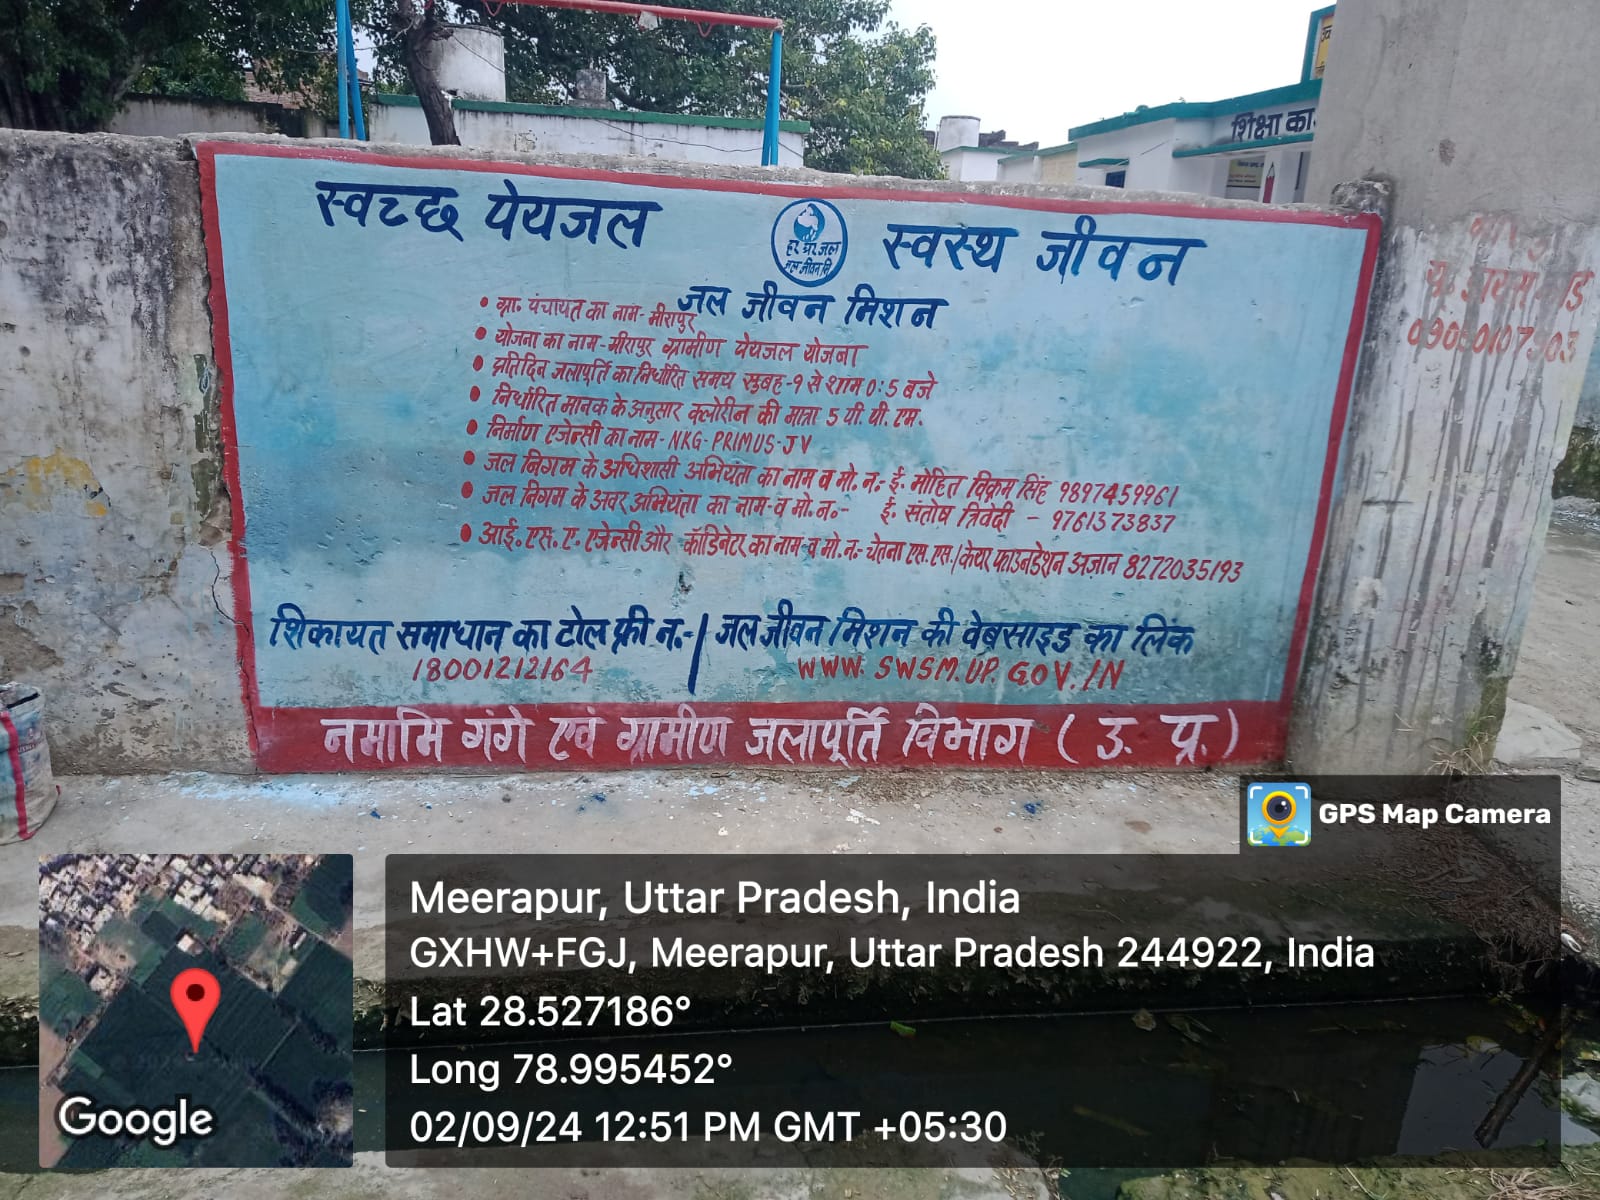 शिक्षा का
स्वच्छ पेयजल
हर घर जल
जल जीवन मि
स्वस्थ जीवन
जल जीवन मिशन
• ग्रा. पंचायत का नाम- मीरापुर
• योजना का नाम-मीरापुर ग्रामीण पेयजल योजना
• प्रतिदिन जलापूर्ति का निर्धारित समय सुबह-9 से शाम 0:5 बजे
• निर्धारित मानक के अनुसार क्लोरीन की मात्रा 5 पी. पी. एम.
• निर्माण एजेन्सी का नाम-NKG-PRIMUS-JV
• जल निगम के अधिशासी अभियंता का नाम व मो. न.- ई. मोहित विक्रम सिंह 9897459961
• जल निगम के अवर अभियंता का नाम-व मो.न.- ई. संतोष त्रिवेदी - 9761373837
• आई. एस. ए. एजेन्सी और कॉडिनेटर का नाम व मो.न.- चेतना एस.एस./केयर फाउनडेशन अज़ान 8272035193
शिकायत समाधान का टोल फ्री न.-/ जल जीवन मिशन की वेबसाइड का लिंक
18001212164 WWW.SWSM.UP.GOV.IN
नमामि गंगे एवं ग्रामीण जलापूर्ति विभाग ( उ. प्र. )
GPS Map Camera
Meerapur, Uttar Pradesh, India
GXHW+FGJ, Meerapur, Uttar Pradesh 244922, India
Lat 28.527186°
Long 78.995452°
02/09/24 12:51 PM GMT +05:30
Google